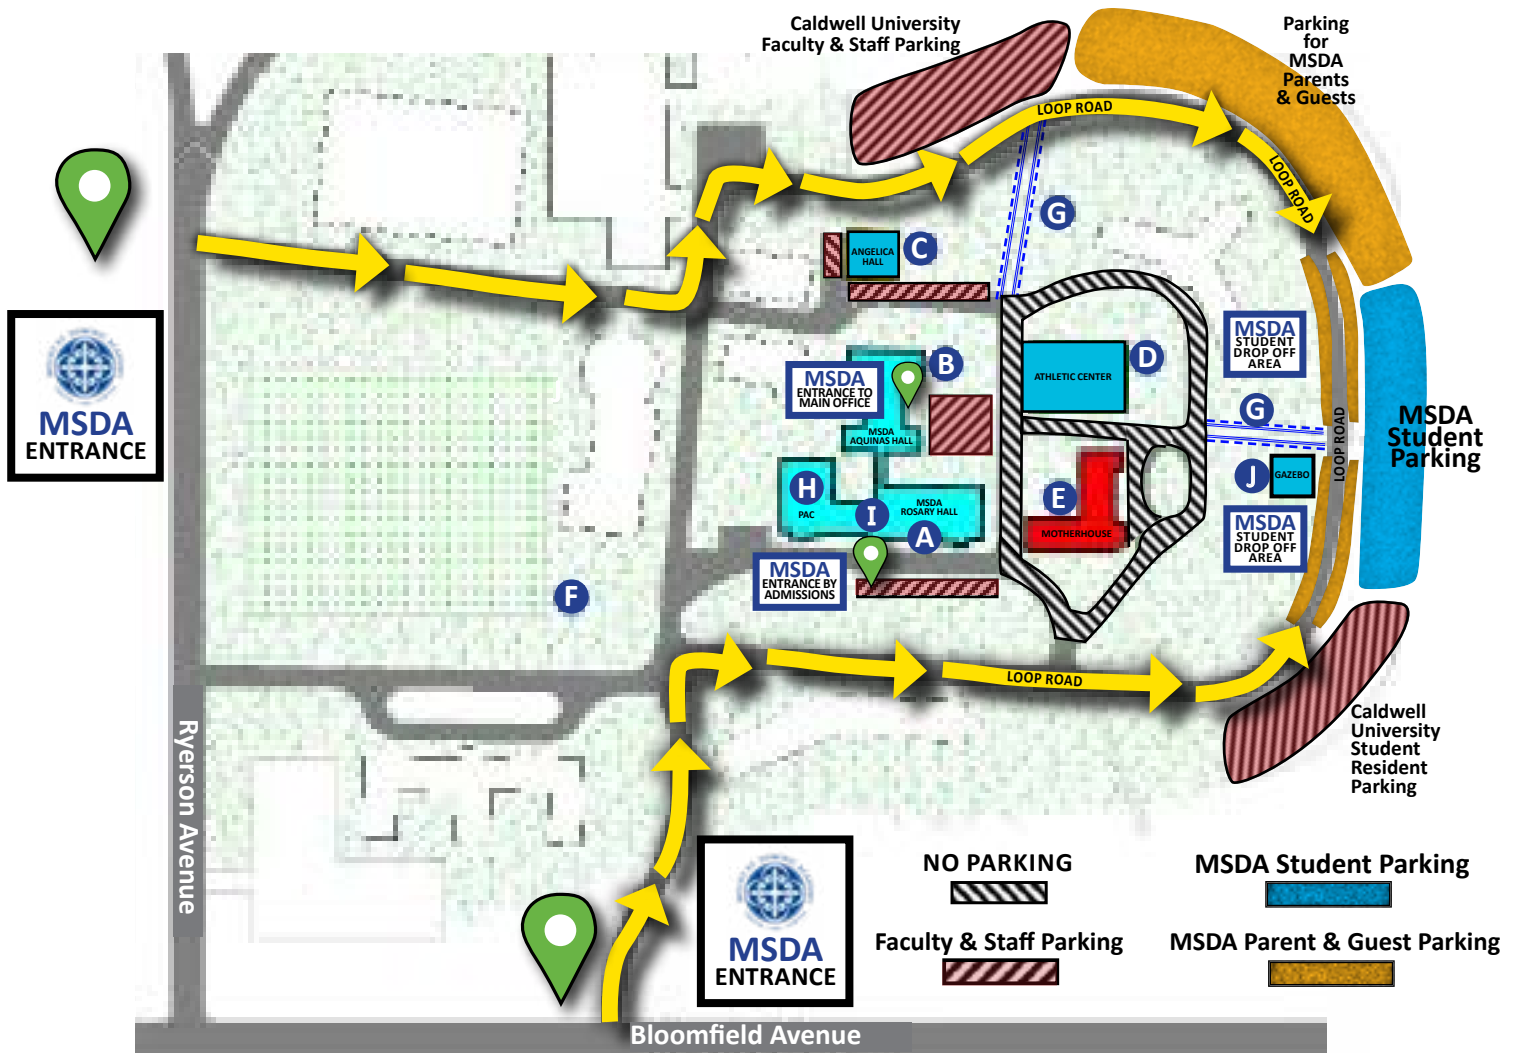 Caldwell University
Faculty & Staff Parking
Parking
for
MSDA
Parents
& Guests
LOOP ROAD
LOOP ROAD
G
ANGELICA
HALL
C
MSDA
ENTRANCE
MSDA
STUDENT
DROP OFF
AREA
B
D
MSDA
ENTRANCE TO
MAIN OFFICE
ATHLETIC CENTER
MSDA
AQUINAS HALL
G
LOOP ROAD
MSDA
Student
Parking
H
PAC
I
MSDA
ROSARY HALL
A
E
MOTHERHOUSE
J
GAZEBO
MSDA
STUDENT
DROP OFF
AREA
MSDA
ENTRANCE BY
ADMISSIONS
F
LOOP ROAD
Caldwell
University
Student
Resident
Parking
Ryerson Avenue
MSDA
ENTRANCE
NO PARKING
MSDA Student Parking
Faculty & Staff Parking
MSDA Parent & Guest Parking
Bloomfield Avenue